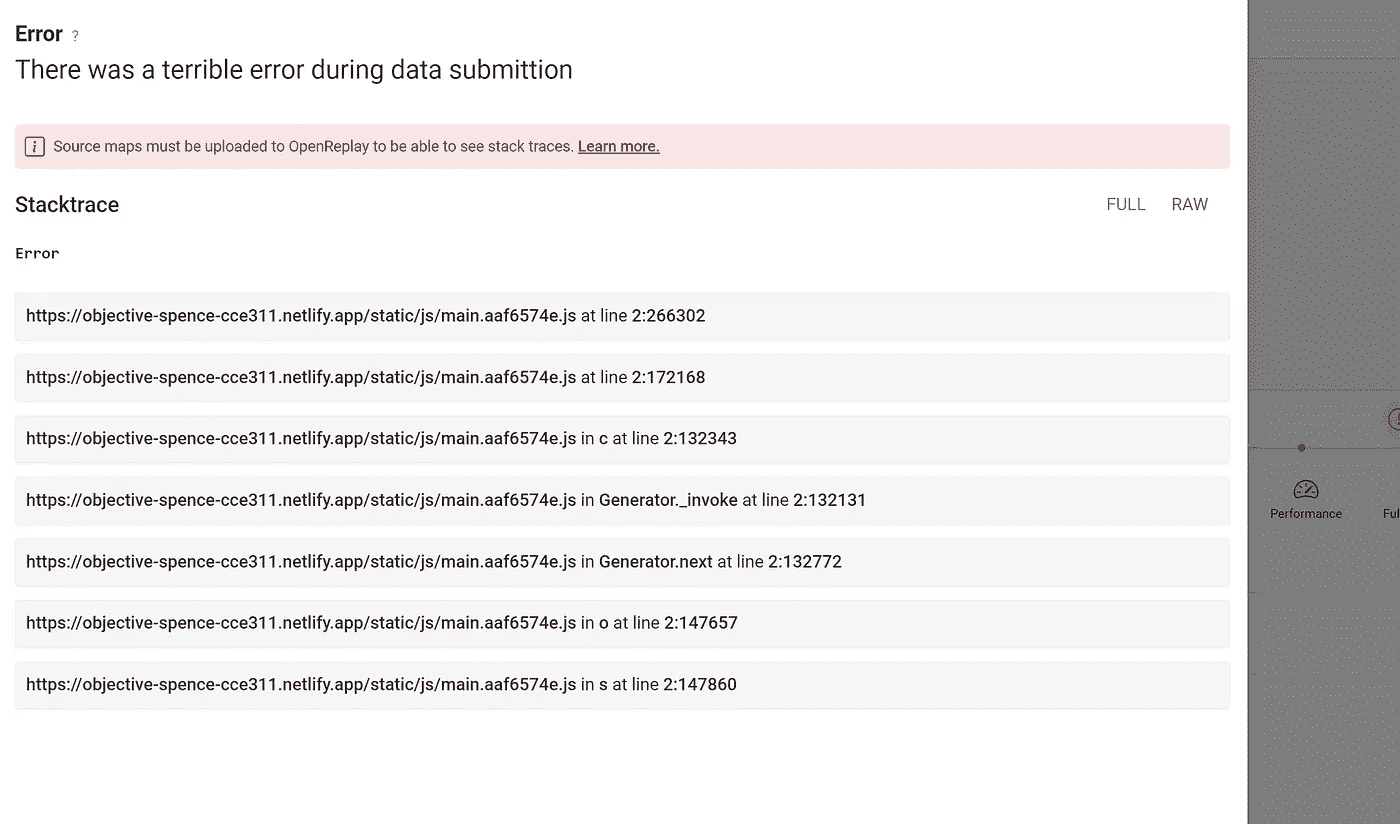 Error ?
There was a terrible error during data submittion
i Source maps must be uploaded to OpenReplay to be able to see stack traces. Learn more.
Stacktrace FULL RAW
Error
https://objective-spence-cce311.netlify.app/static/js/main.aaf6574e.js at line 2:266302
https://objective-spence-cce311.netlify.app/static/js/main.aaf6574e.js at line 2:172168
https://objective-spence-cce311.netlify.app/static/js/main.aaf6574e.js in c at line 2:132343
https://objective-spence-cce311.netlify.app/static/js/main.aaf6574e.js in Generator._invoke at line 2:132131
https://objective-spence-cce311.netlify.app/static/js/main.aaf6574e.js in Generator.next at line 2:132772
https://objective-spence-cce311.netlify.app/static/js/main.aaf6574e.js in o at line 2:147657
https://objective-spence-cce311.netlify.app/static/js/main.aaf6574e.js in s at line 2:147860
Performance Ful